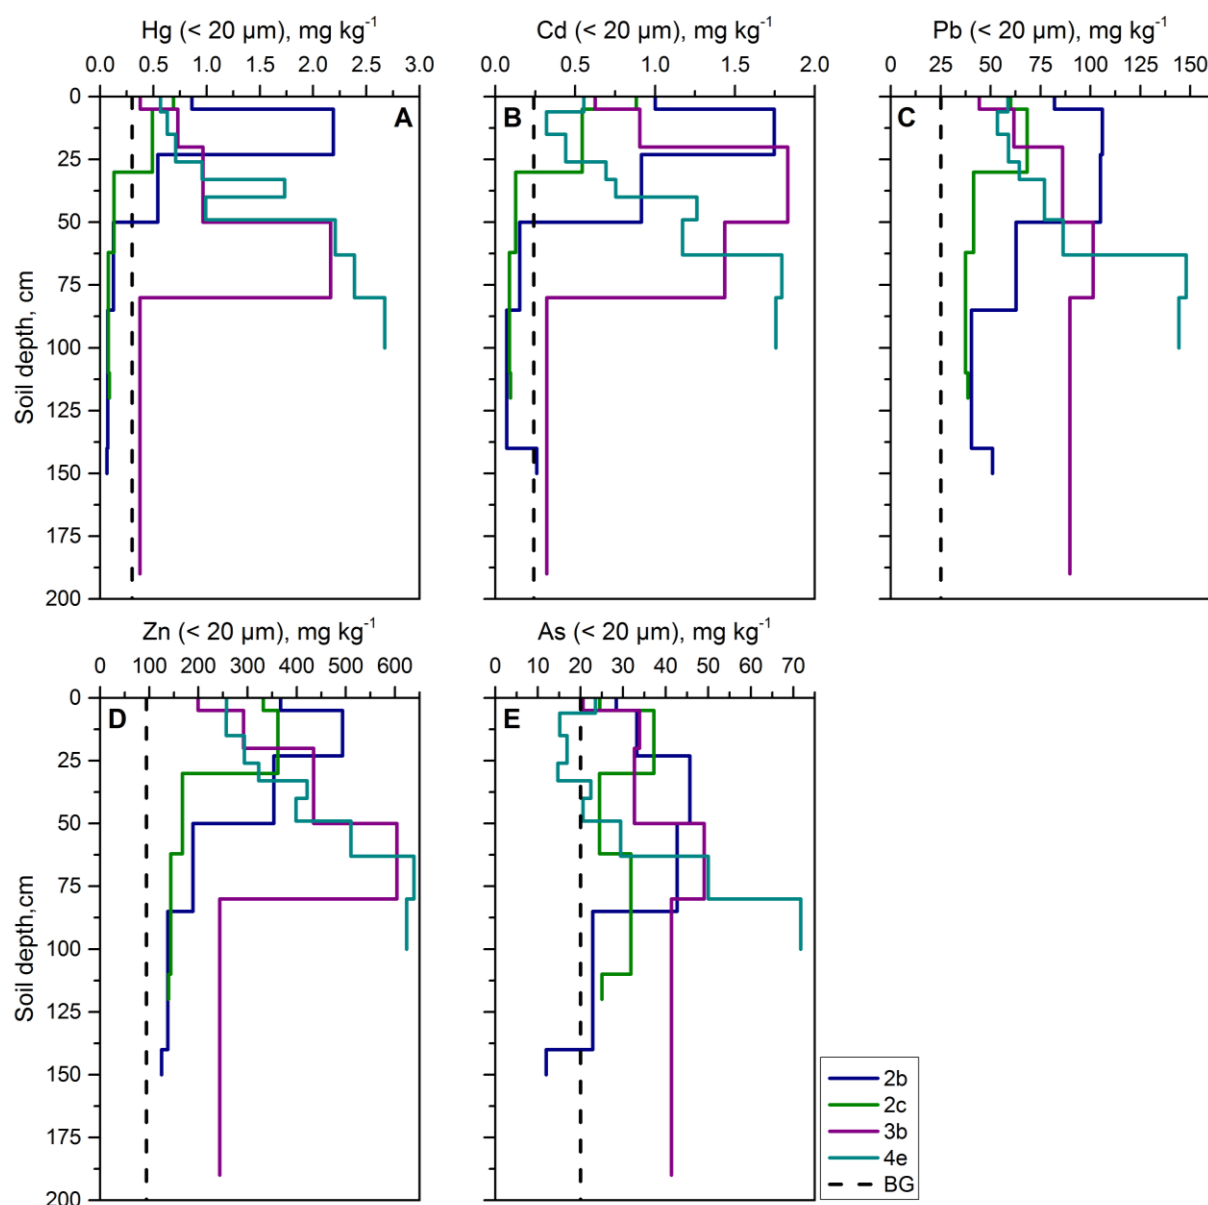 Hg (< 20 µm), mg kg⁻¹
0.0 0.5 1.0 1.5 2.0 2.5 3.0
Cd (< 20 µm), mg kg⁻¹
0.0 0.5 1.0 1.5 2.0
Pb (< 20 µm), mg kg⁻¹
0 25 50 75 100 125 150
A
B
C
0
25
50
75
100
125
150
175
200
Soil depth, cm
Zn (< 20 µm), mg kg⁻¹
0 100 200 300 400 500 600
As (< 20 µm), mg kg⁻¹
0 10 20 30 40 50 60 70
D
E
0
25
50
75
100
125
150
175
200
Soil depth,cm
2b
2c
3b
4e
BG